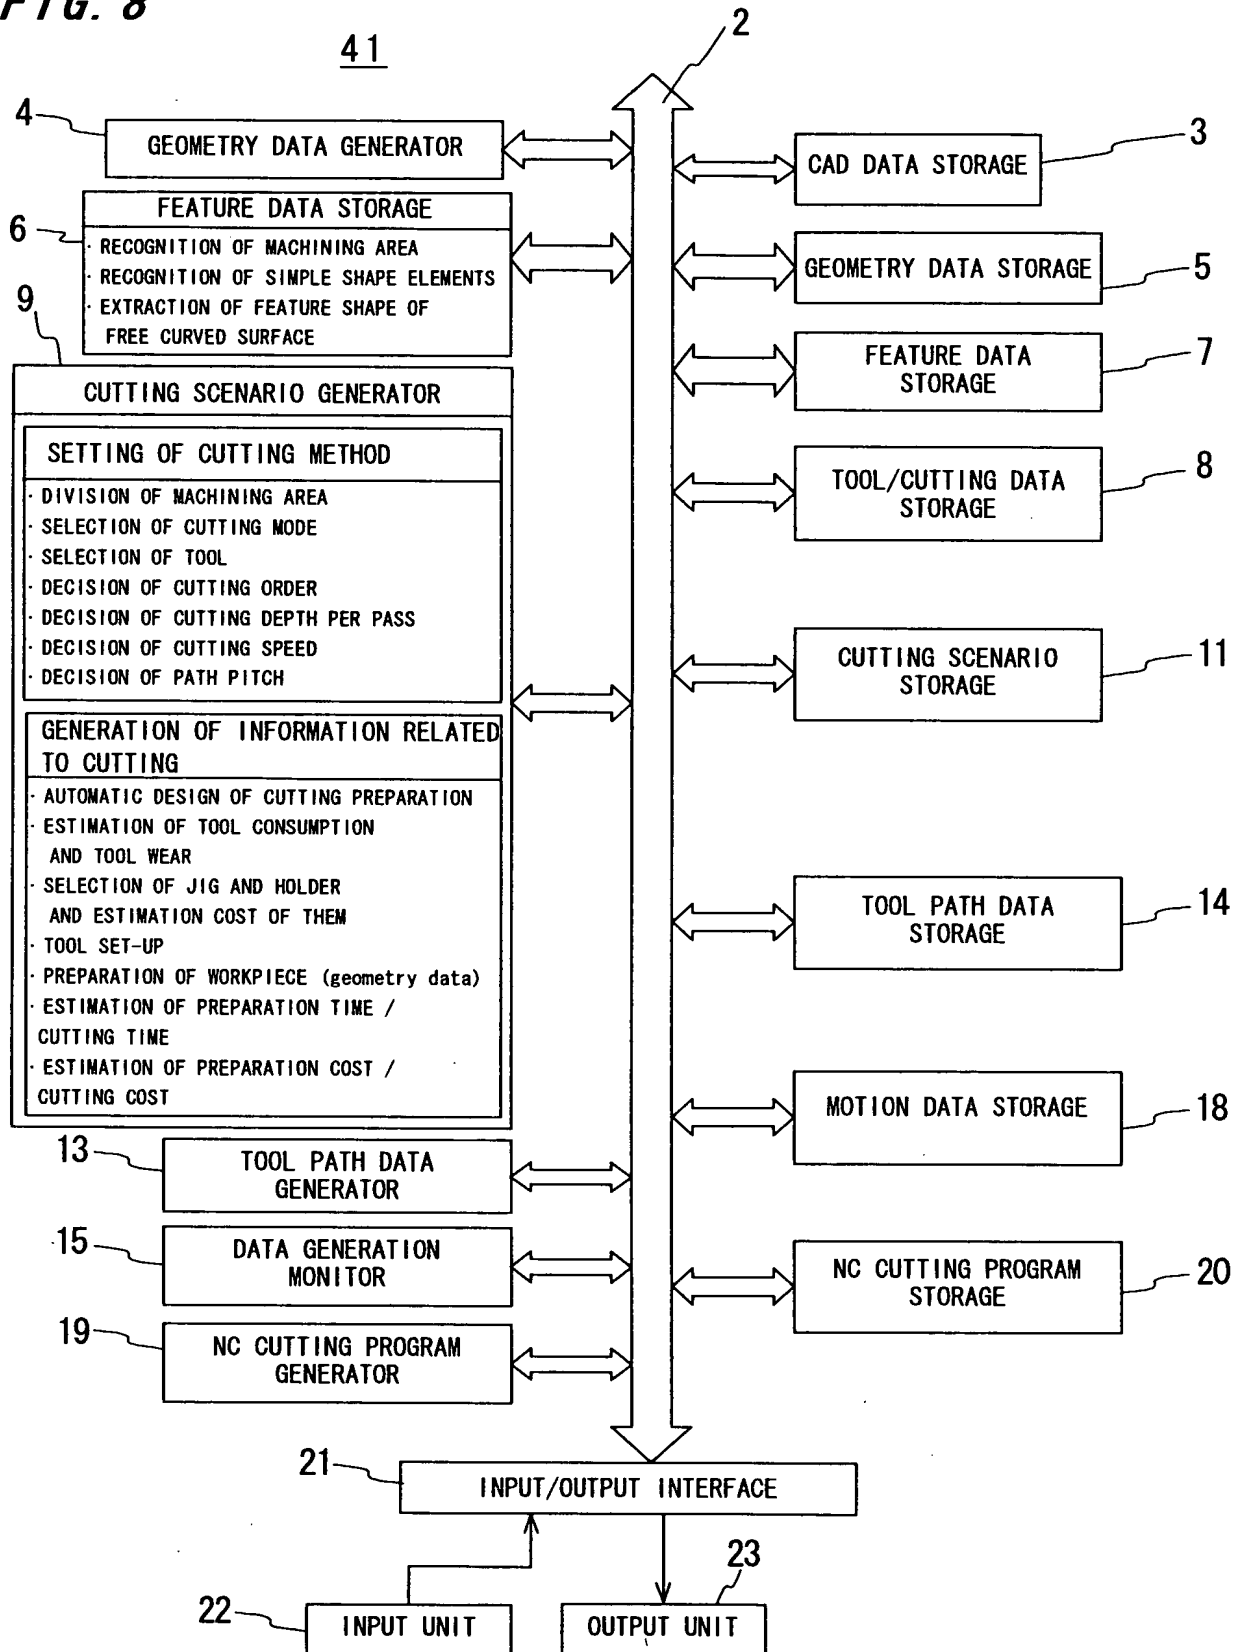 FIG. 8
41
2
4
GEOMETRY DATA GENERATOR
3
CAD DATA STORAGE
6
FEATURE DATA STORAGE
· RECOGNITION OF MACHINING AREA
· RECOGNITION OF SIMPLE SHAPE ELEMENTS
· EXTRACTION OF FEATURE SHAPE OF
FREE CURVED SURFACE
GEOMETRY DATA STORAGE
5
9
CUTTING SCENARIO GENERATOR
SETTING OF CUTTING METHOD
· DIVISION OF MACHINING AREA
· SELECTION OF CUTTING MODE
· SELECTION OF TOOL
· DECISION OF CUTTING ORDER
· DECISION OF CUTTING DEPTH PER PASS
· DECISION OF CUTTING SPEED
· DECISION OF PATH PITCH
GENERATION OF INFORMATION RELATED
TO CUTTING
· AUTOMATIC DESIGN OF CUTTING PREPARATION
· ESTIMATION OF TOOL CONSUMPTION
AND TOOL WEAR
· SELECTION OF JIG AND HOLDER
AND ESTIMATION COST OF THEM
· TOOL SET-UP
· PREPARATION OF WORKPIECE (geometry data)
· ESTIMATION OF PREPARATION TIME /
CUTTING TIME
· ESTIMATION OF PREPARATION COST /
CUTTING COST
FEATURE DATA
STORAGE
7
TOOL/CUTTING DATA
STORAGE
8
CUTTING SCENARIO
STORAGE
11
TOOL PATH DATA
STORAGE
14
MOTION DATA STORAGE
18
13
TOOL PATH DATA
GENERATOR
15
DATA GENERATION
MONITOR
NC CUTTING PROGRAM
STORAGE
20
19
NC CUTTING PROGRAM
GENERATOR
21
INPUT/OUTPUT INTERFACE
22
INPUT UNIT
23
OUTPUT UNIT